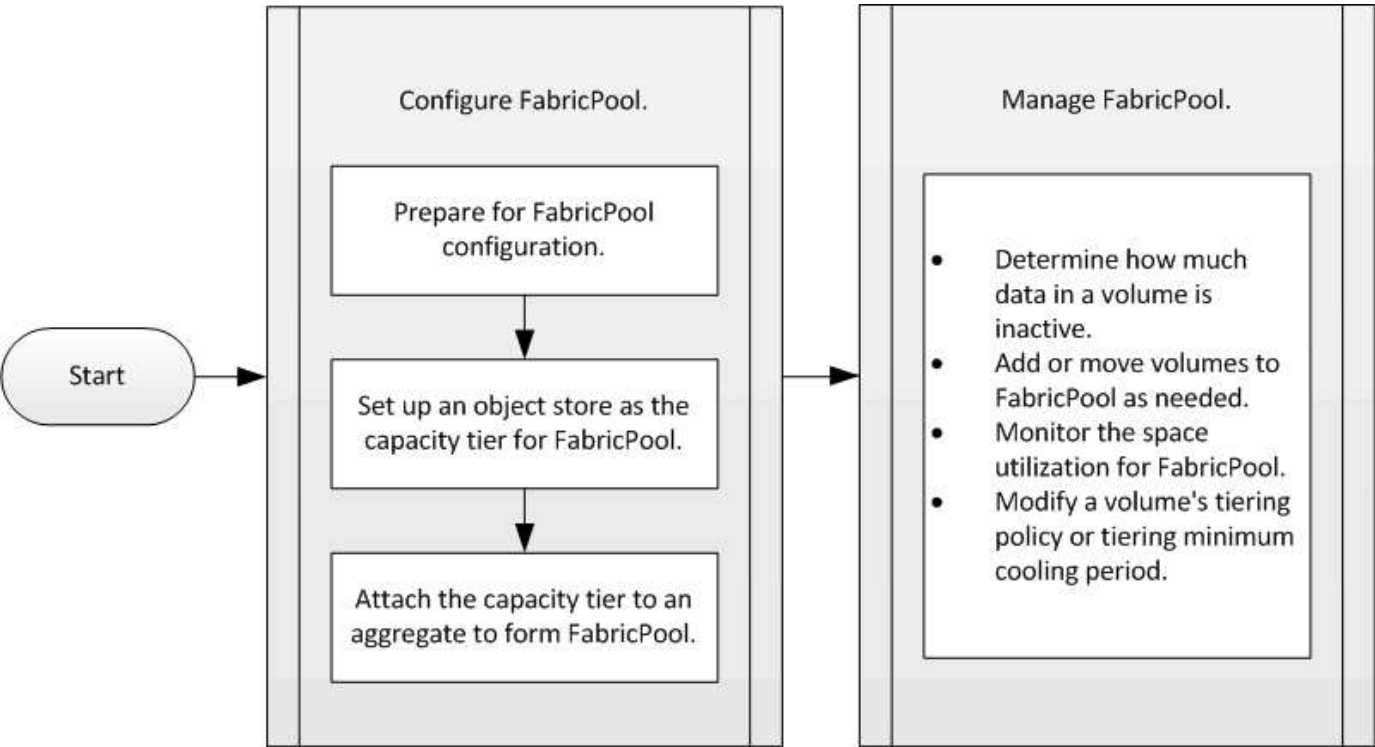 Start
Configure FabricPool.
Prepare for FabricPool
configuration.
Set up an object store as the
capacity tier for FabricPool.
Attach the capacity tier to an
aggregate to form FabricPool.
Manage FabricPool.
• Determine how much
data in a volume is
inactive.
• Add or move volumes to
FabricPool as needed.
• Monitor the space
utilization for FabricPool.
• Modify a volume's tiering
policy or tiering minimum
cooling period.